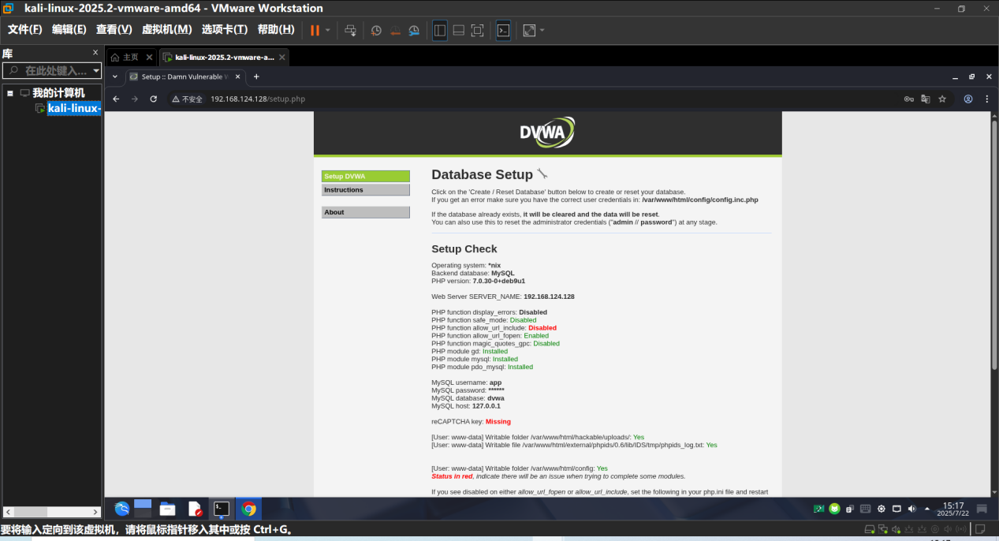 kali-linux-2025.2-vmware-amd64 - VMware Workstation
文件(F) 编辑(E) 查看(V) 虚拟机(M) 选项卡(T) 帮助(H)
库
在此处键入...
我的计算机
kali-linux-
主页
kali-linux-2025.2-vmware-a...
Setup :: Damn Vulnerable
不安全 192.168.124.128/setup.php
DVWA
Setup DVWA
Instructions
About
Database Setup
Click on the 'Create / Reset Database' button below to create or reset your database.
If you get an error make sure you have the correct user credentials in: /var/www/html/config/config.inc.php
If the database already exists, it will be cleared and the data will be reset.
You can also use this to reset the administrator credentials ("admin // password") at any stage.
Setup Check
Operating system: *nix
Backend database: MySQL
PHP version: 7.0.30-0+deb9u1
Web Server SERVER_NAME: 192.168.124.128
PHP function display_errors: Disabled
PHP function safe_mode: Disabled
PHP function allow_url_include: Disabled
PHP function allow_url_fopen: Enabled
PHP function magic_quotes_gpc: Disabled
PHP module gd: Installed
PHP module mysql: Installed
PHP module pdo_mysql: Installed
MySQL username: app
MySQL password: ******
MySQL database: dvwa
MySQL host: 127.0.0.1
reCAPTCHA key: Missing
[User: www-data] Writable folder /var/www/html/hackable/uploads/: Yes
[User: www-data] Writable file /var/www/html/external/phpids/0.6/lib/IDS/tmp/phpids_log.txt: Yes
[User: www-data] Writable folder /var/www/html/config: Yes
Status in red, indicate there will be an issue when trying to complete some modules.
If you see disabled on either allow_url_fopen or allow_url_include, set the following in your php.ini file and restart
15:17
2025/7/22
要将输入定向到该虚拟机，请将鼠标指针移入其中或按 Ctrl+G。